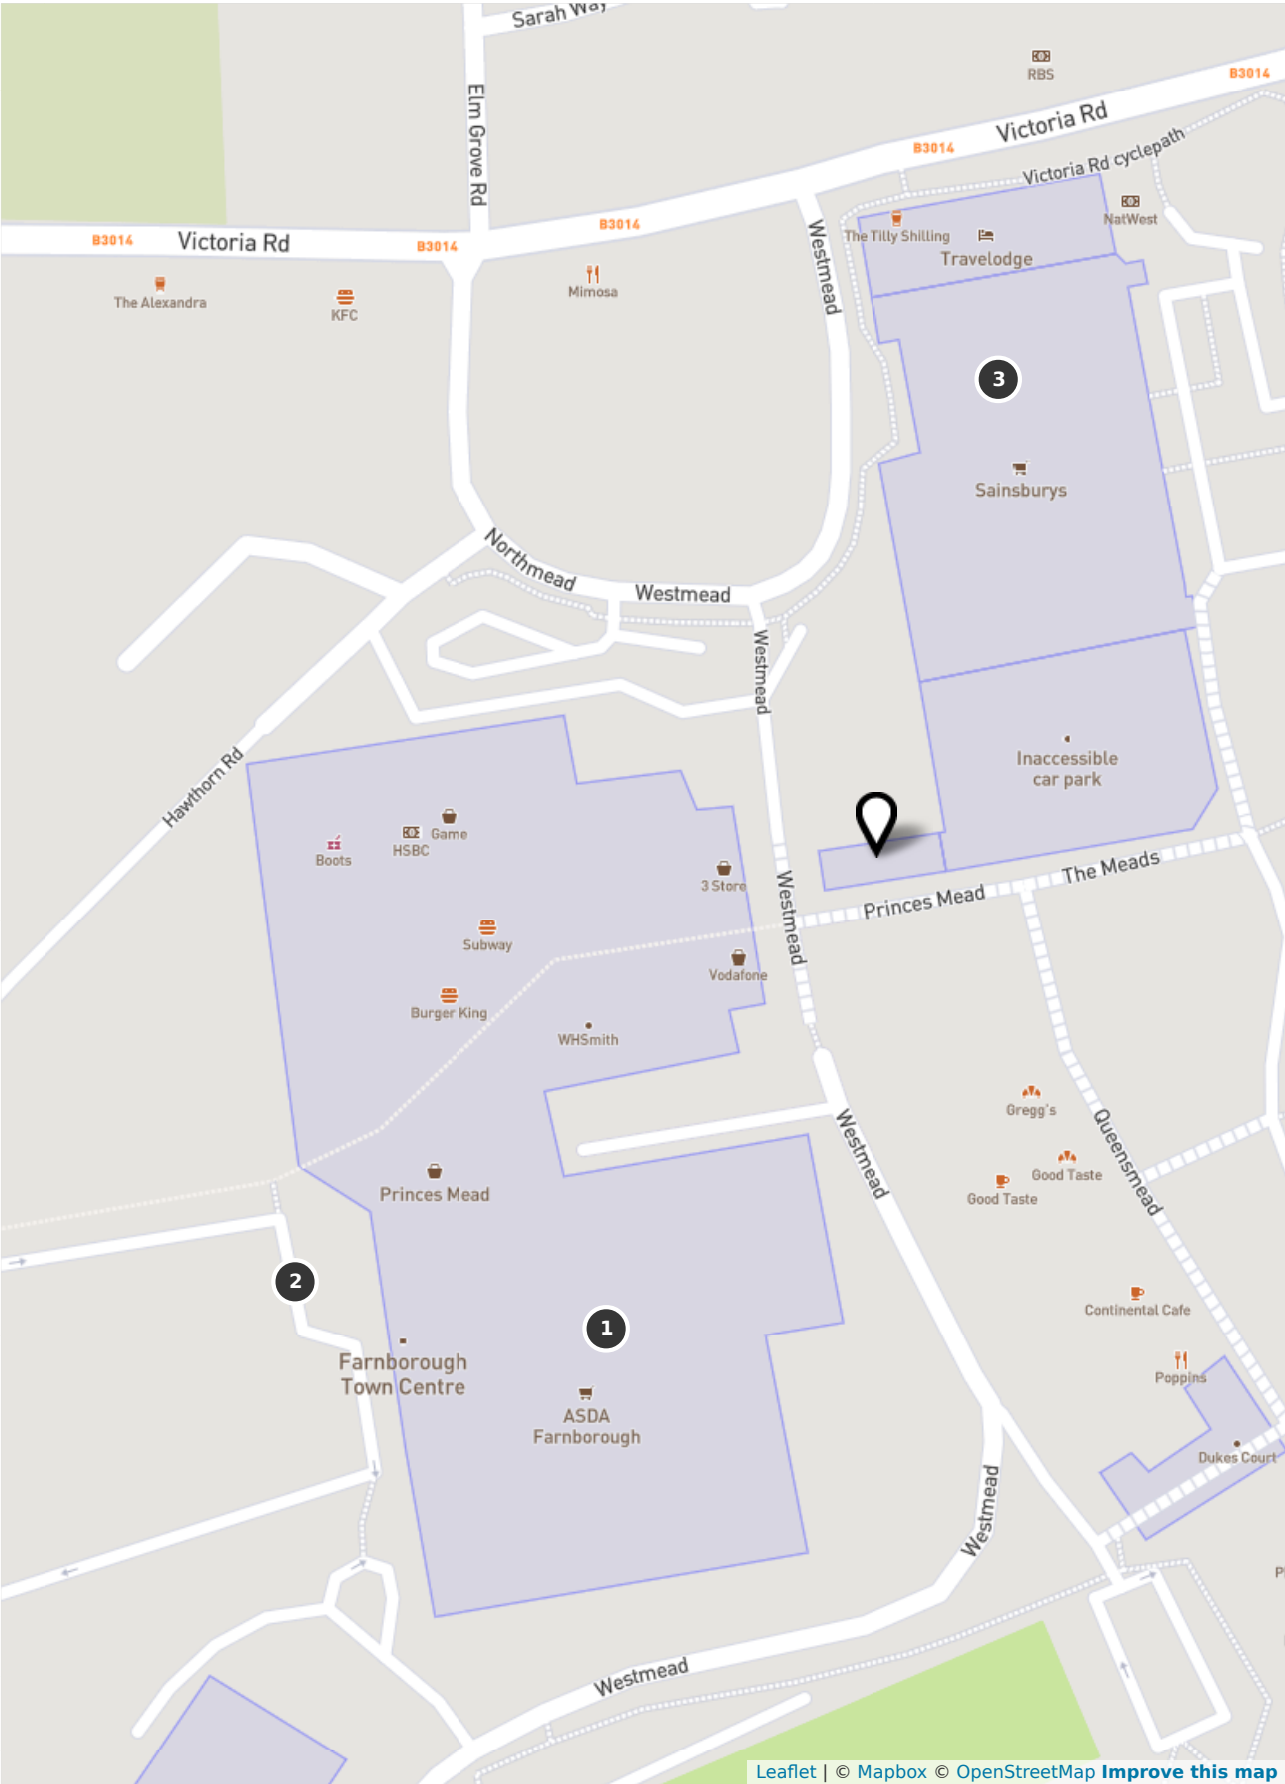 Sarah Way
RBS
B3014
Elm Grove Rd
Victoria Rd
B3014
Victoria Rd cyclepath
NatWest
B3014
Victoria Rd
B3014
B3014
The Tilly Shilling
Travelodge
Westmead
The Alexandra
KFC
Mimosa
3
Sainsburys
Northmead
Westmead
Westmead
Hawthorn Rd
Inaccessible
car park
Boots
HSBC
Game
3 Store
The Meads
Princes Mead
Westmead
Subway
Vodafone
Burger King
WHSmith
Gregg's
Good Taste
Good Taste
Queensmead
Westmead
Princes Mead
2
1
Continental Cafe
Farnborough
Town Centre
Poppins
ASDA
Farnborough
Dukes Court
Westmead
Westmead
Leaflet | © Mapbox © OpenStreetMap Improve this map